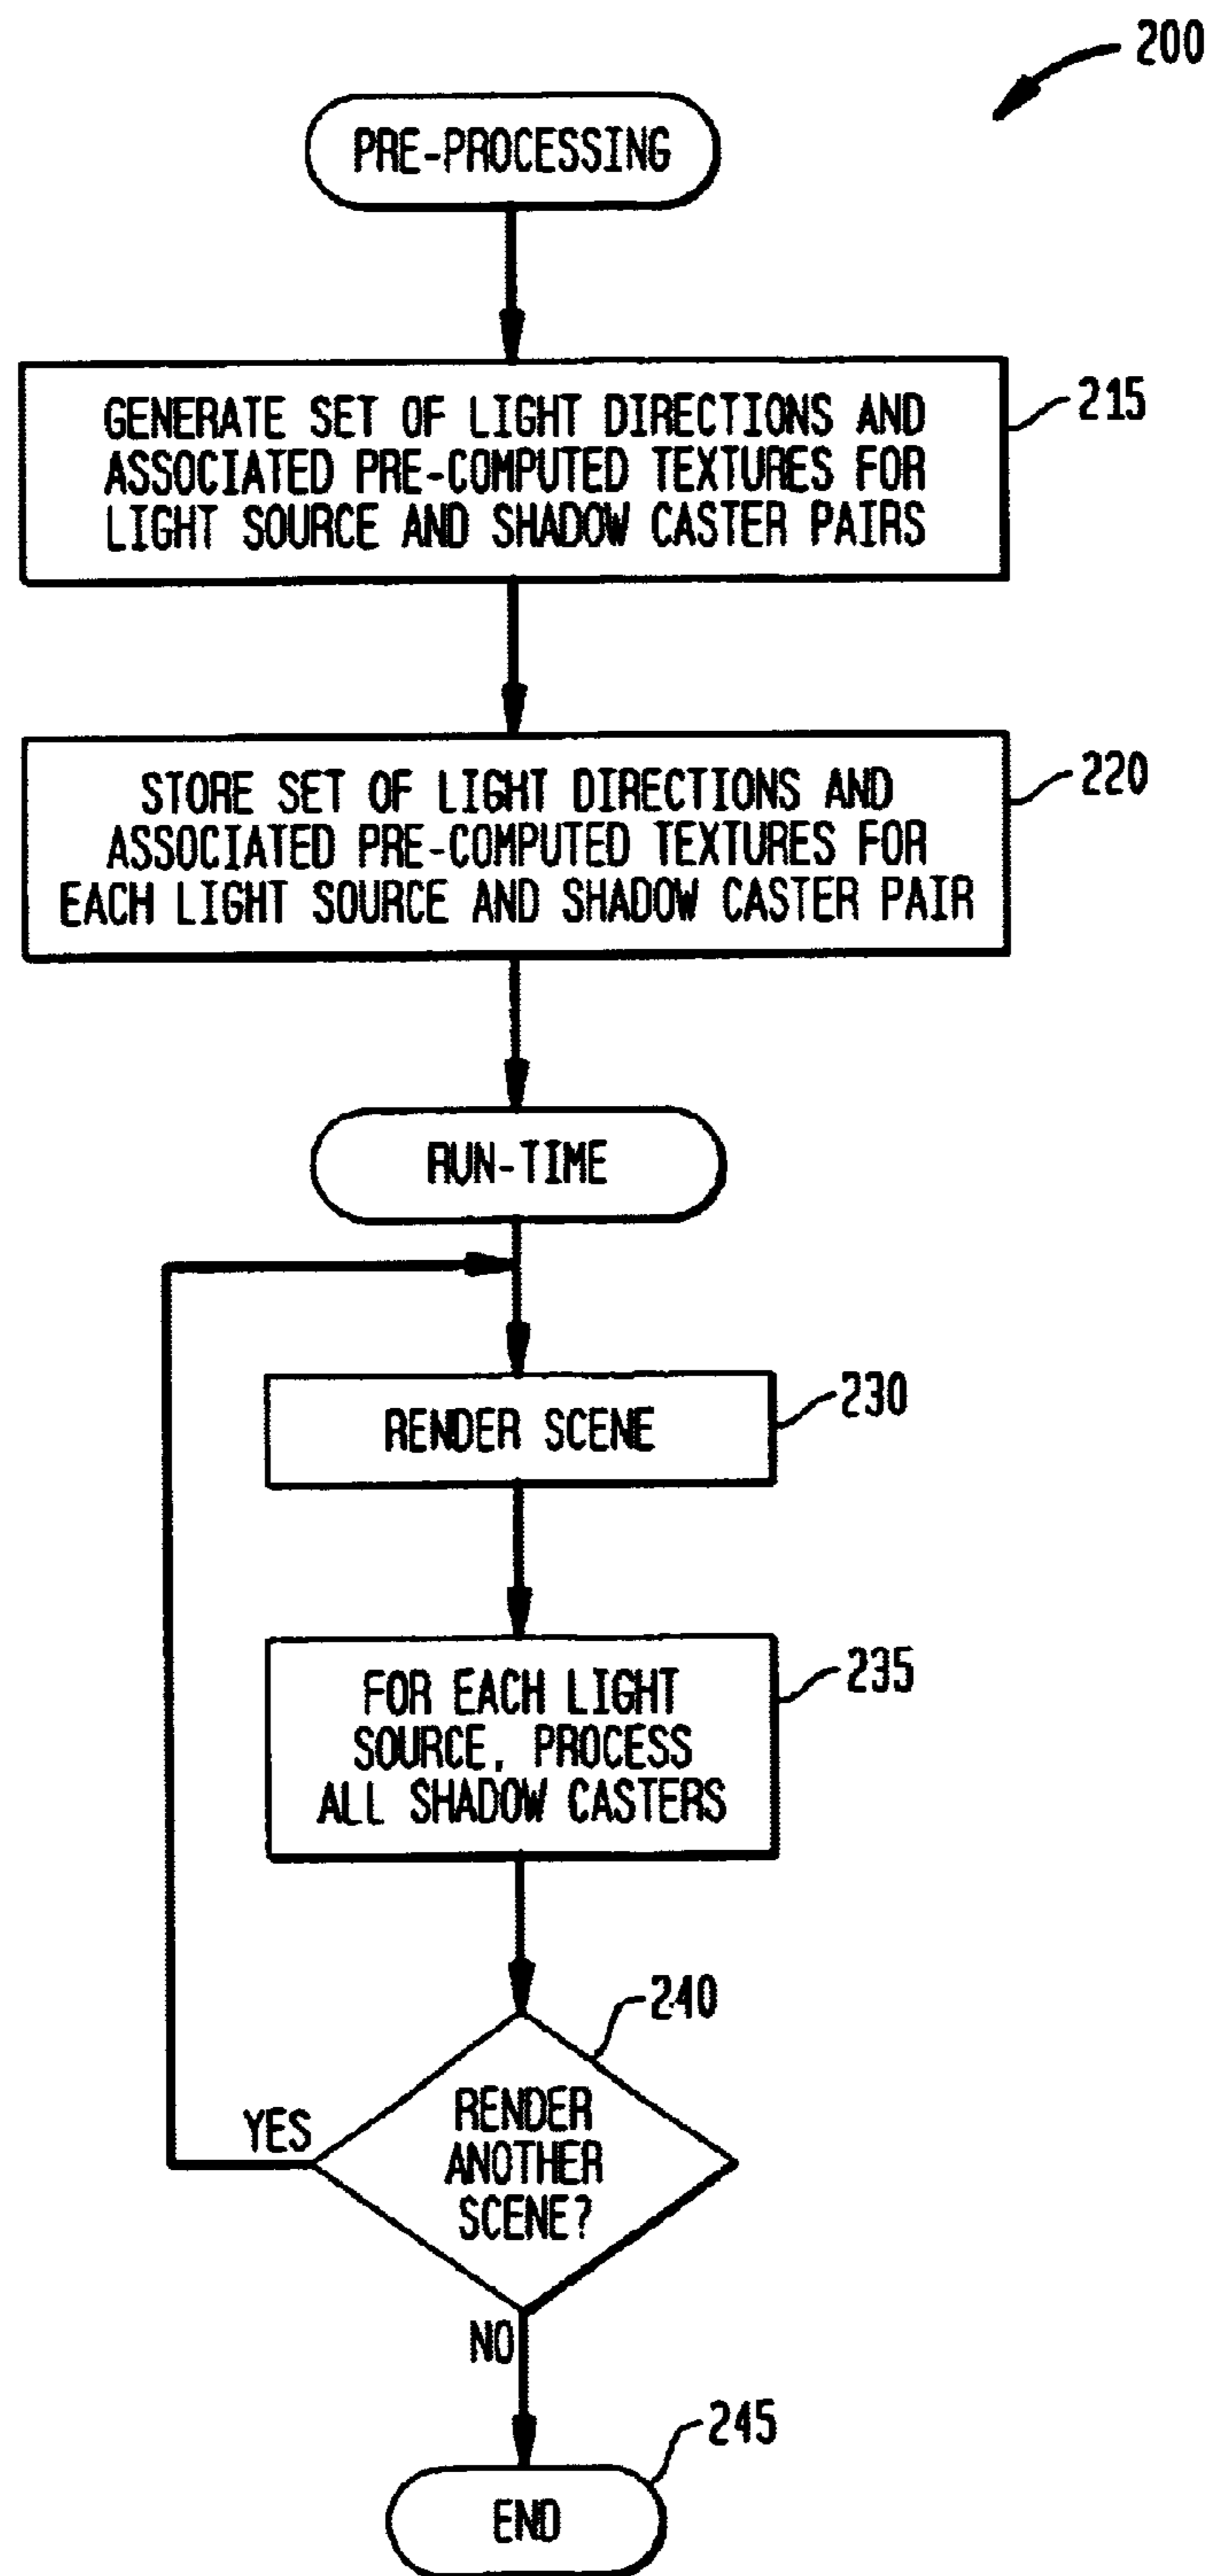 200
PRE-PROCESSING
GENERATE SET OF LIGHT DIRECTIONS AND
ASSOCIATED PRE-COMPUTED TEXTURES FOR
LIGHT SOURCE AND SHADOW CASTER PAIRS
215
STORE SET OF LIGHT DIRECTIONS AND
ASSOCIATED PRE-COMPUTED TEXTURES FOR
EACH LIGHT SOURCE AND SHADOW CASTER PAIR
220
RUN-TIME
RENDER SCENE
230
FOR EACH LIGHT
SOURCE, PROCESS
ALL SHADOW CASTERS
235
240
RENDER
ANOTHER
SCENE?
YES
NO
245
END